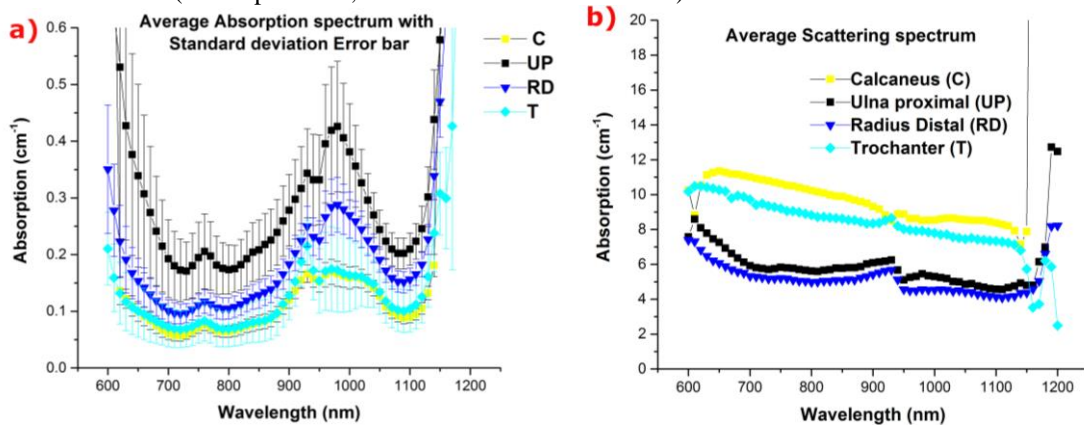 a)
Average Absorption spectrum with
Standard deviation Error bar
C
UP
RD
T
Absorption (cm⁻¹)
0.6
0.5
0.4
0.3
0.2
0.1
0.0
600 700 800 900 1000 1100 1200
Wavelength (nm)
b)
Average Scattering spectrum
Calcaneus (C)
Ulna proximal (UP)
Radius Distal (RD)
Trochanter (T)
Absorption (cm⁻¹)
20
18
16
14
12
10
8
6
4
2
0
600 700 800 900 1000 1100 1200
Wavelength (nm)